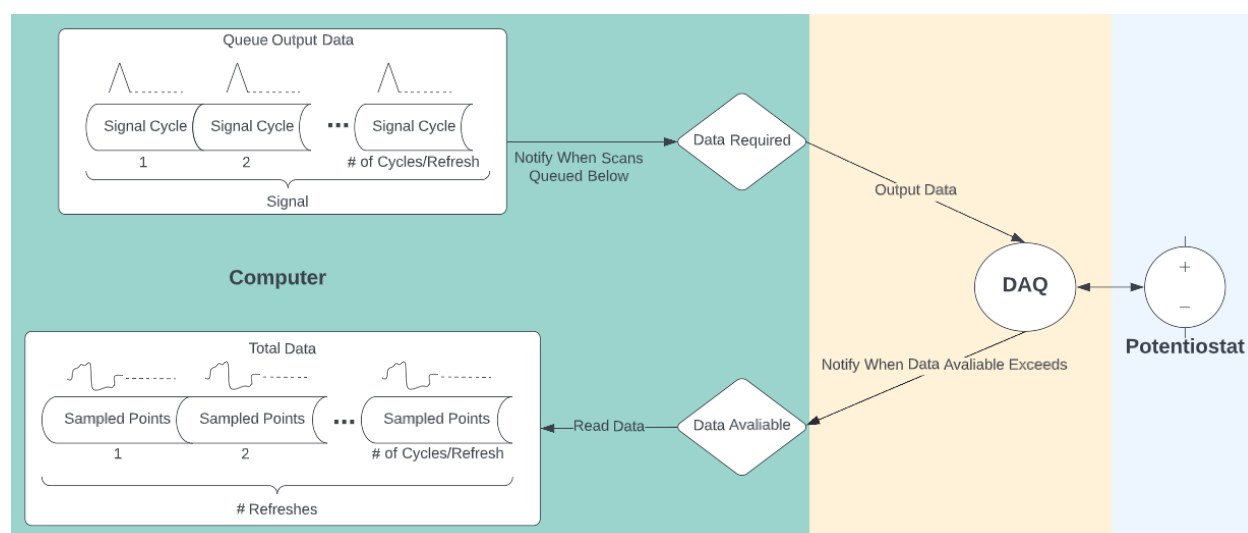 Queue Output Data
Signal Cycle
Signal Cycle
...
Signal Cycle
1
2
# of Cycles/Refresh
Signal
Notify When Scans
Queued Below
Data Required
Output Data
Computer
DAQ
+
−
Potentiostat
Notify When Data Avaliable Exceeds
Data Avaliable
Read Data
Total Data
Sampled Points
Sampled Points
...
Sampled Points
1
2
# of Cycles/Refresh
# Refreshes